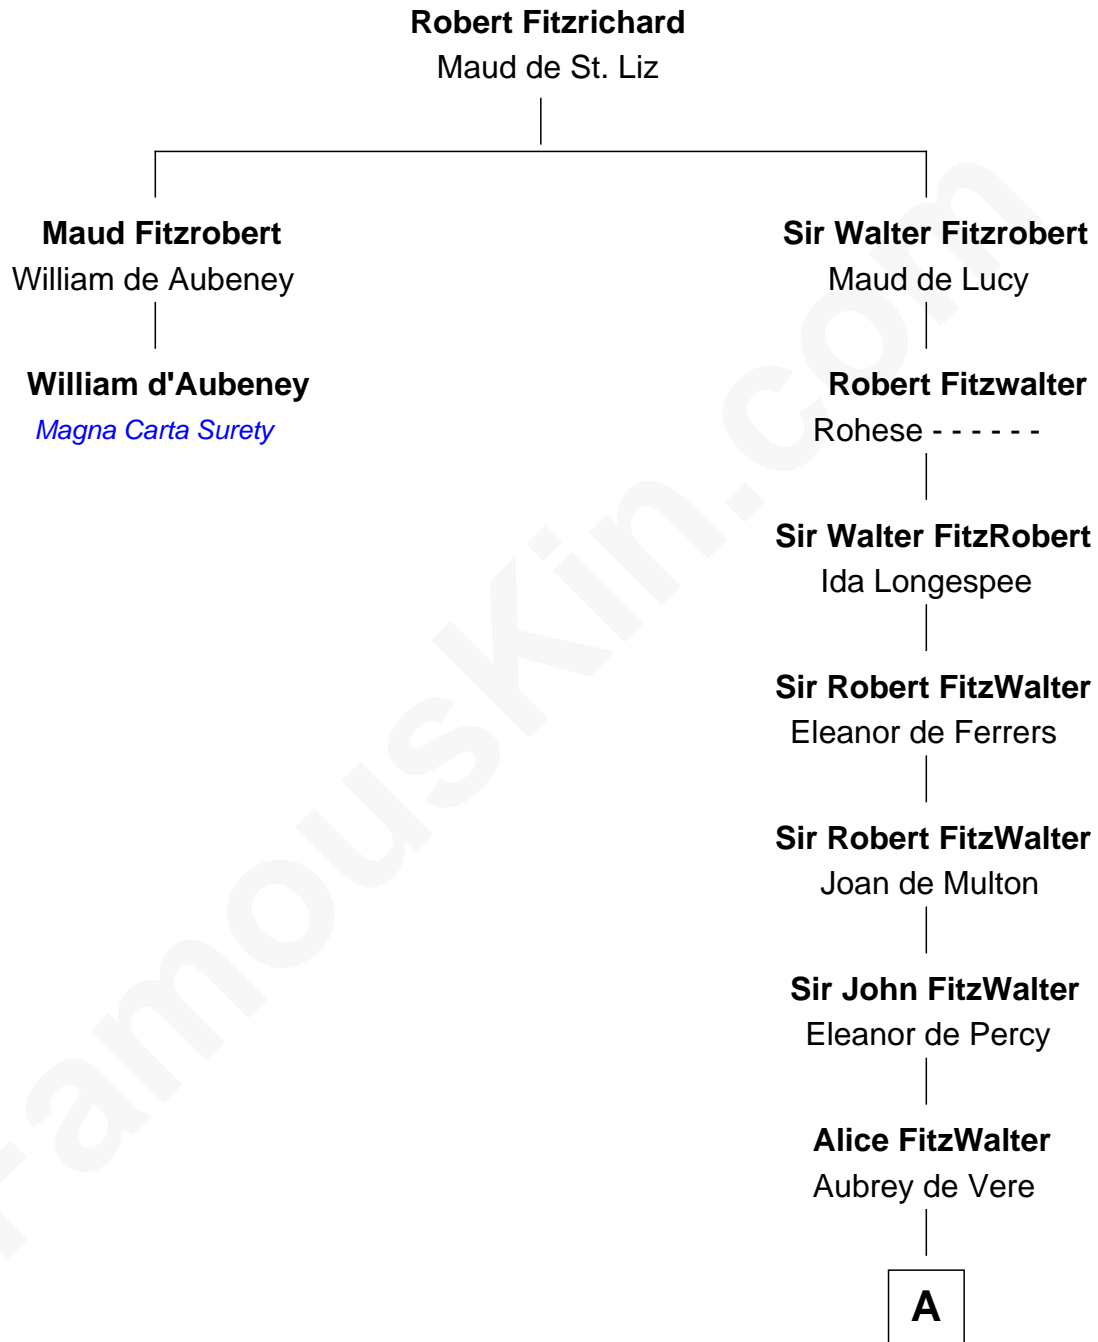 Robert Fitzrichard
Maud de St. Liz
Maud Fitzrobert
William de Aubeney
William d'Aubeney
Magna Carta Surety
Sir Walter Fitzrobert
Maud de Lucy
Robert Fitzwalter
Rohese - - - - - -
Sir Walter FitzRobert
Ida Longespee
Sir Robert FitzWalter
Eleanor de Ferrers
Sir Robert FitzWalter
Joan de Multon
Sir John FitzWalter
Eleanor de Percy
Alice FitzWalter
Aubrey de Vere
A
FamousKin.com